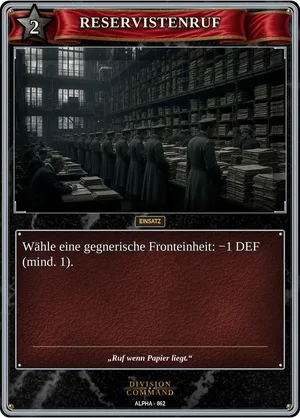 RESERVISTENRUF
2
EINSATZ
Wähle eine gegnerische Fronteinheit: −1 DEF
(mind. 1).
„Ruf wenn Papier liegt.“
DIVISION
COMMAND
ALPHA - 862